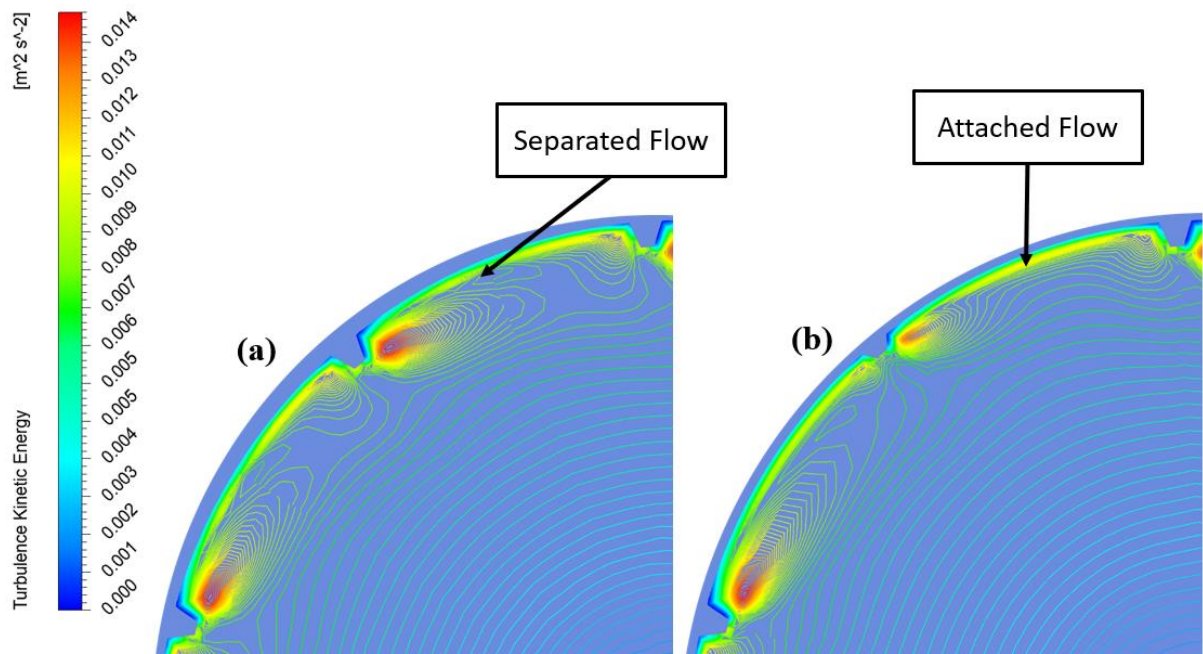 [m^2 s^-2]
Turbulence Kinetic Energy
0.014
0.013
0.012
0.011
0.010
0.009
0.008
0.007
0.006
0.005
0.004
0.003
0.002
0.001
0.000
Separated Flow
Attached Flow
(a)
(b)